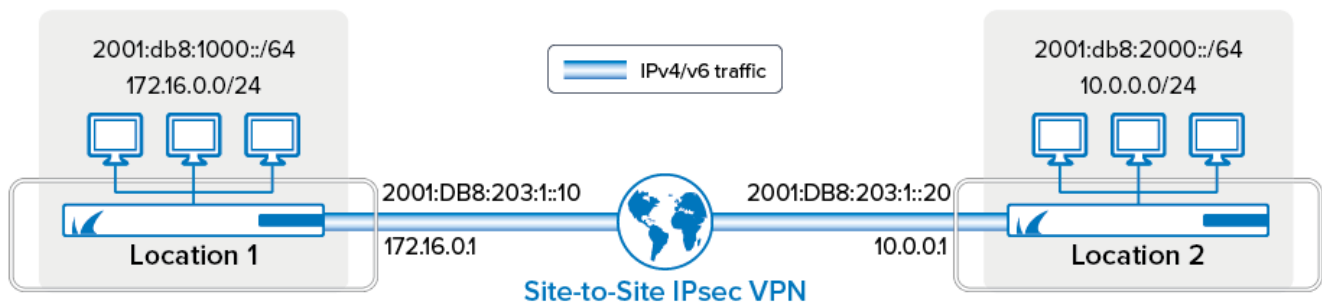 2001:db8:1000::/64
172.16.0.0/24
IPv4/v6 traffic
2001:db8:2000::/64
10.0.0.0/24
2001:DB8:203:1::10
2001:DB8:203:1::20
Location 1
172.16.0.1
10.0.0.1
Location 2
Site-to-Site IPsec VPN